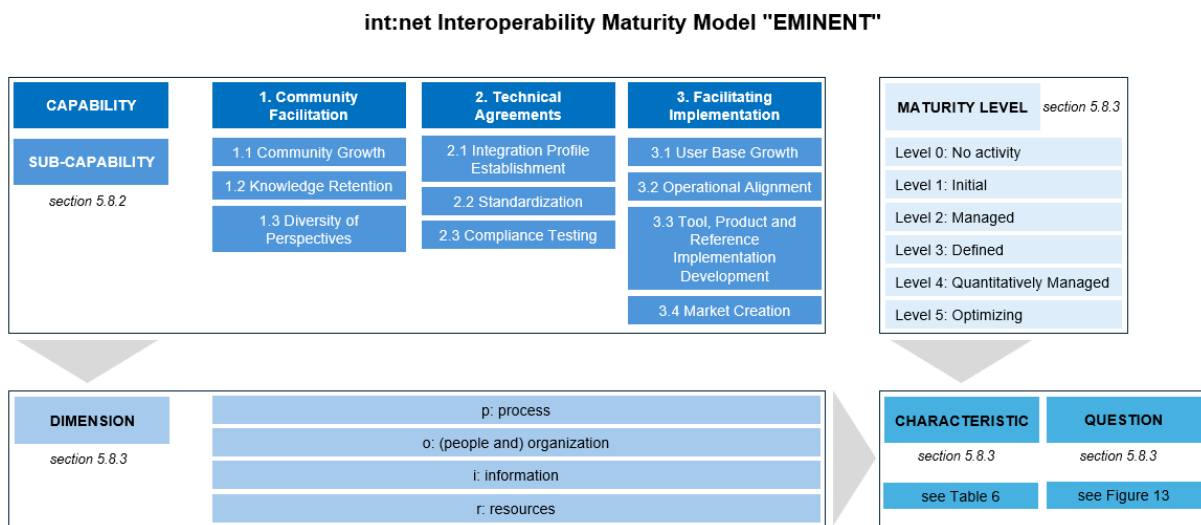 int:net Interoperability Maturity Model "EMINENT"
CAPABILITY
SUB-CAPABILITY
section 5.8.2
1. Community
Facilitation
1.1 Community Growth
1.2 Knowledge Retention
1.3 Diversity of
Perspectives
2. Technical
Agreements
2.1 Integration Profile
Establishment
2.2 Standardization
2.3 Compliance Testing
3. Facilitating
Implementation
3.1 User Base Growth
3.2 Operational Alignment
3.3 Tool, Product and
Reference
Implementation
Development
3.4 Market Creation
MATURITY LEVEL
section 5.8.3
Level 0: No activity
Level 1: Initial
Level 2: Managed
Level 3: Defined
Level 4: Quantitatively Managed
Level 5: Optimizing
DIMENSION
section 5.8.3
p: process
o: (people and) organization
i: information
r: resources
CHARACTERISTIC
section 5.8.3
see Table 6
QUESTION
section 5.8.3
see Figure 13